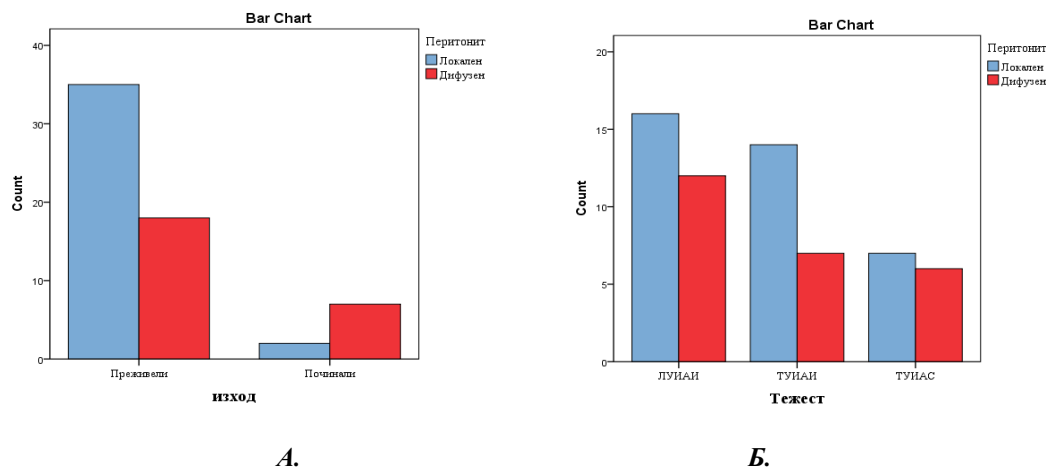 Bar Chart
Перитонит
Локален
Дифузен
Count
40
30
20
10
0
Преживели
Починали
изход
А.
Bar Chart
Перитонит
Локален
Дифузен
Count
20
15
10
5
0
ЛУИАИ
ТУИАИ
ТУИАС
Тежест
Б.